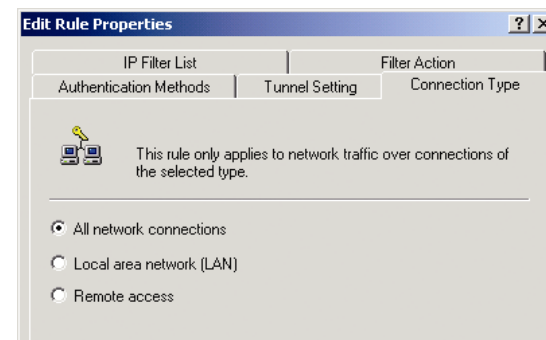 Edit Rule Properties
IP Filter List
Filter Action
Authentication Methods
Tunnel Setting
Connection Type
This rule only applies to network traffic over connections of
the selected type.
All network connections
Local area network (LAN)
Remote access